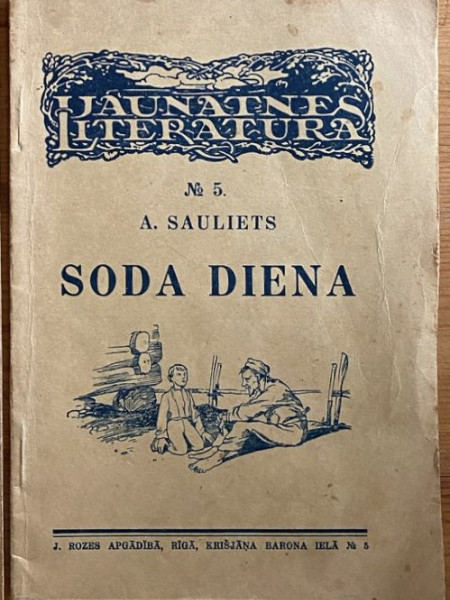 JAUNATNES
LITERATURA
№ 5.
A. SAULIETS
SODA DIENA
J. ROZES APGĀDĪBĀ, RĪGĀ, KRIŠJĀŅA BARONA IELĀ № 5